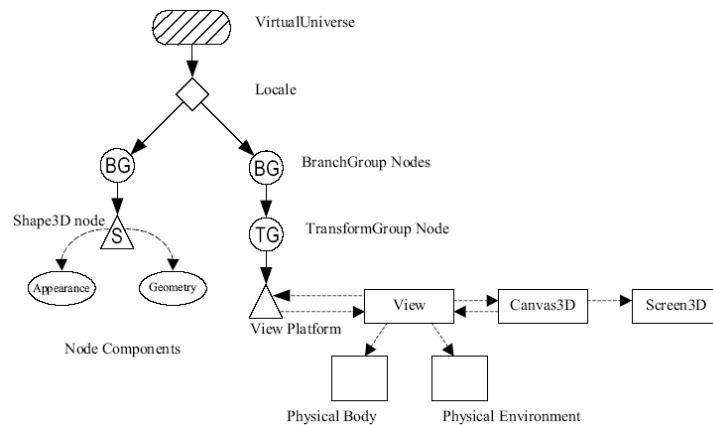 VirtualUniverse
Locale
BG
BG
BranchGroup Nodes
Shape3D node
S
TG
TransformGroup Node
Appearance
Geometry
View
Canvas3D
Screen3D
View Platform
Node Components
Physical Body
Physical Environment